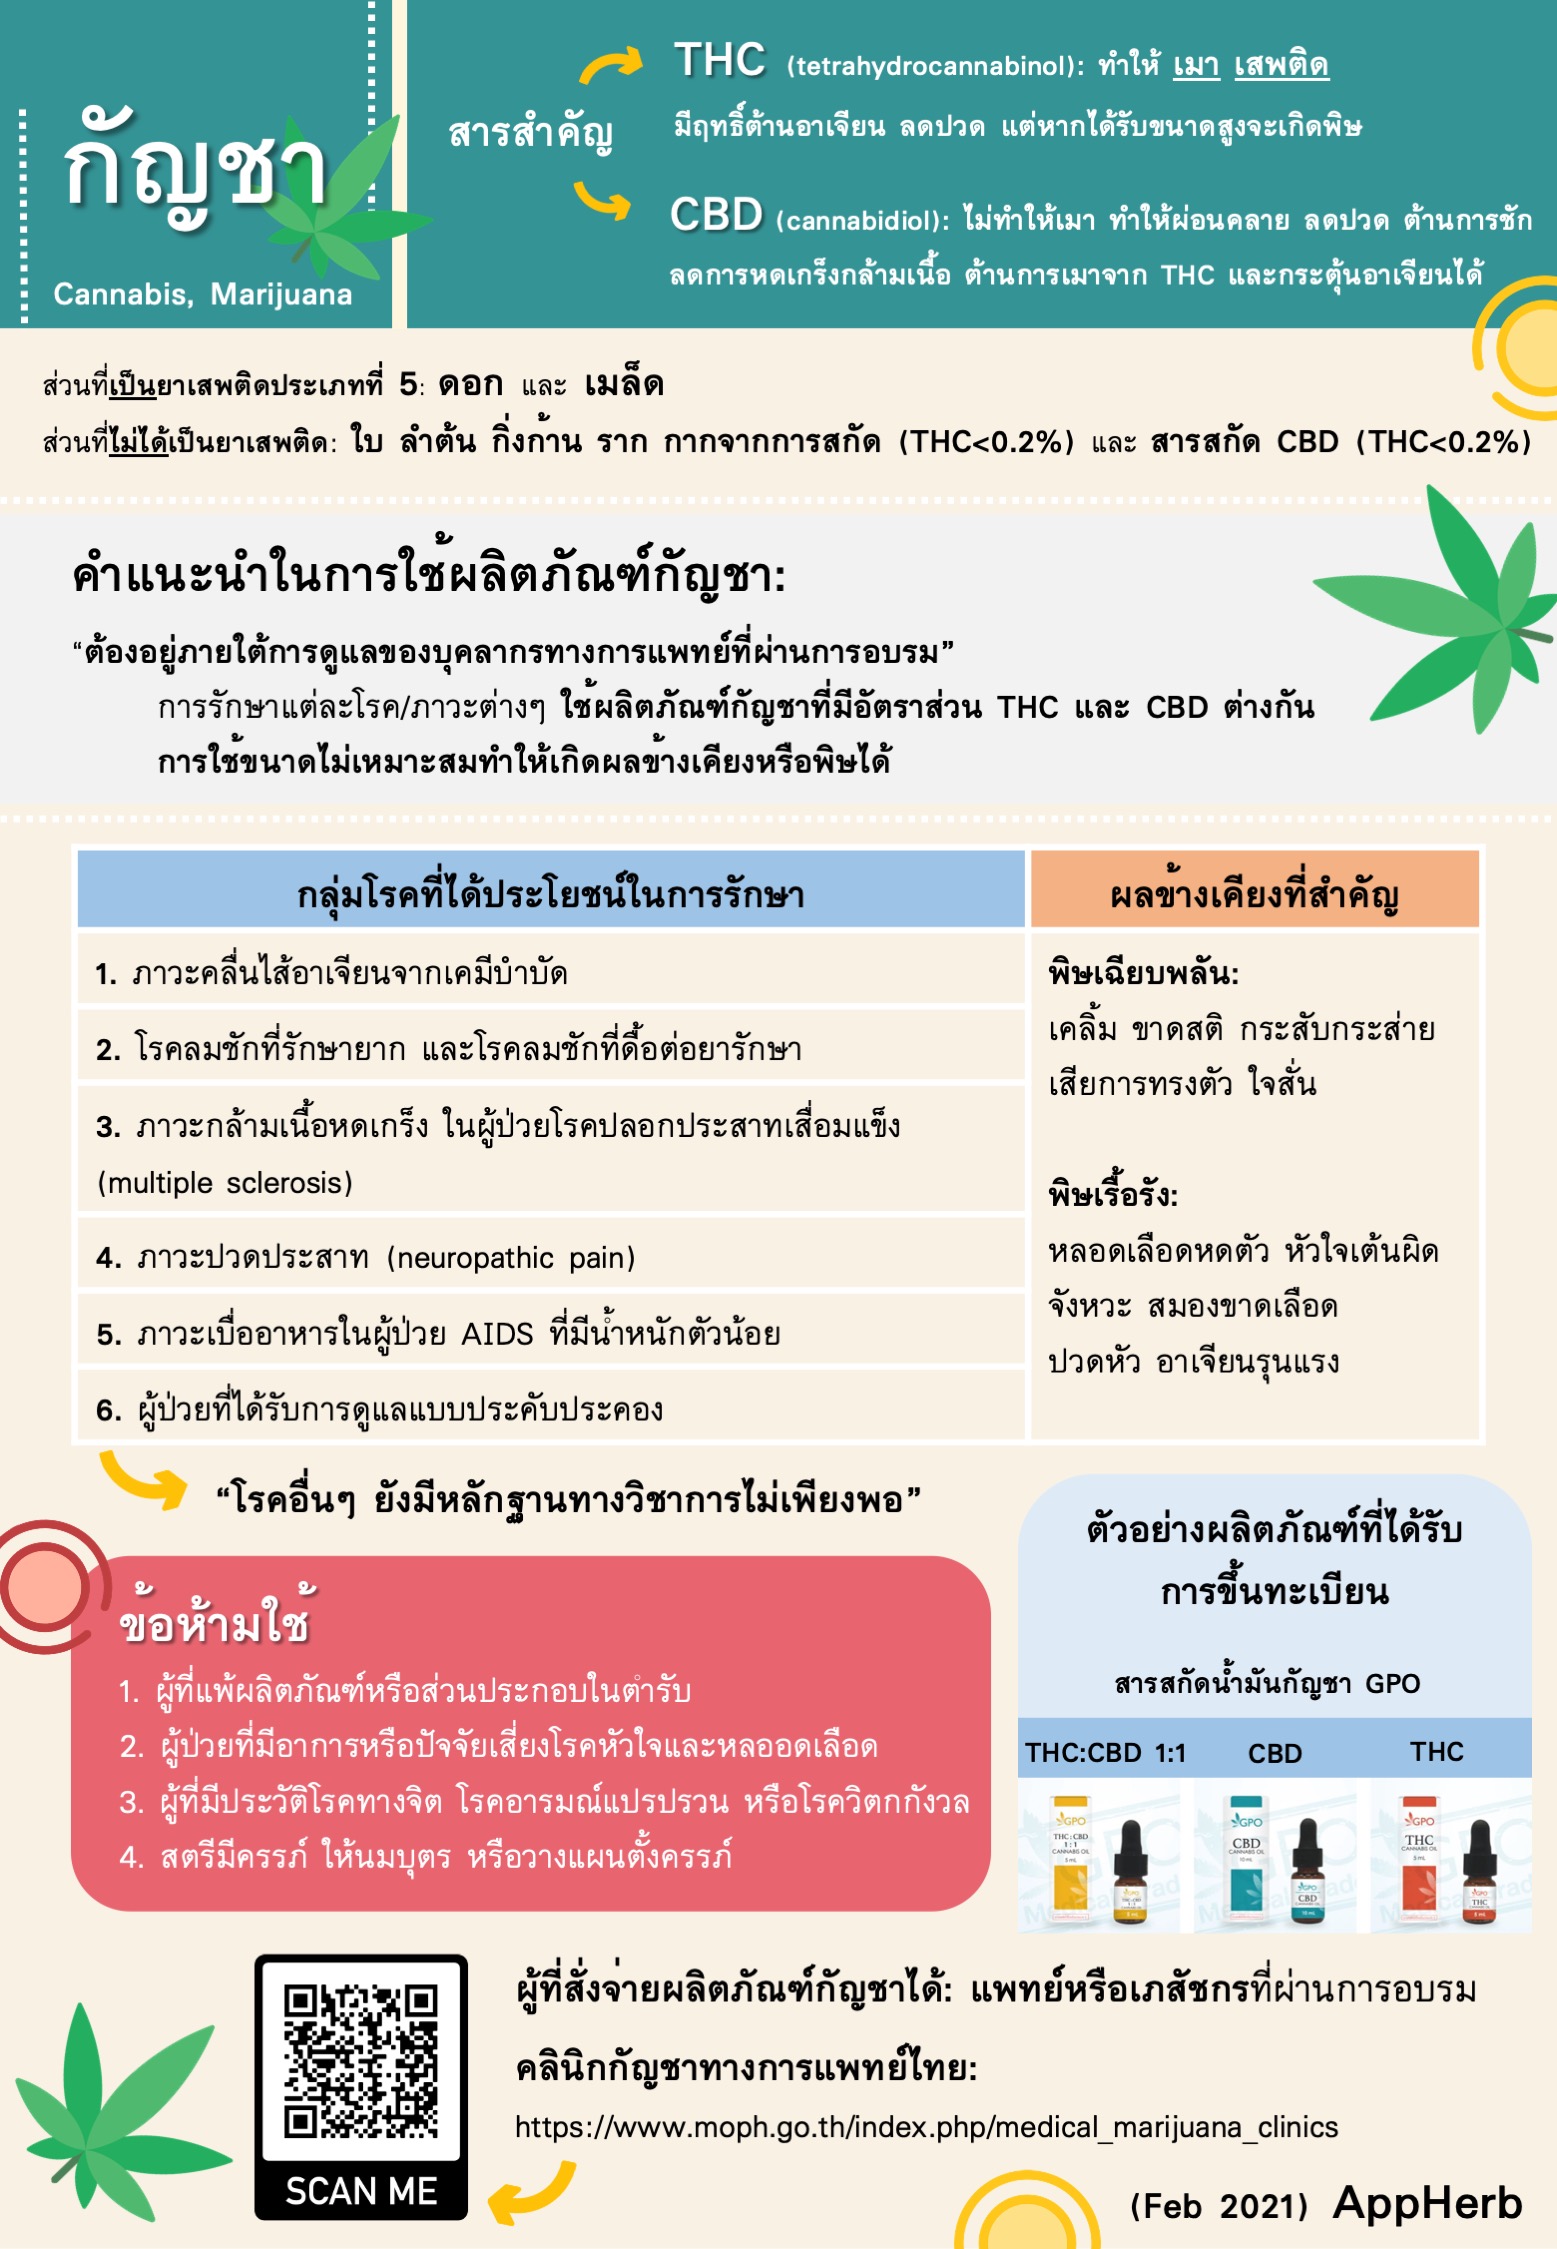 กัญชา
Cannabis, Marijuana
สารสำคัญ
THC (tetrahydrocannabinol): ทำให้ เมา เสพติด
มีฤทธิ์ต้านอาเจียน ลดปวด แต่หากได้รับขนาดสูงจะเกิดพิษ
CBD (cannabidiol): ไม่ทำให้เมา ทำให้ผ่อนคลาย ลดปวด ต้านการชัก
ลดการหดเกร็งกล้ามเนื้อ ต้านการเมาจาก THC และกระตุ้นอาเจียนได้
ส่วนที่เป็นยาเสพติดประเภทที่ 5: ดอก และ เมล็ด
ส่วนที่ไม่ได้เป็นยาเสพติด: ใบ ลำต้น กิ่งก้าน ราก กากจากการสกัด (THC<0.2%) และ สารสกัด CBD (THC<0.2%)
คำแนะนำในการใช้ผลิตภัณฑ์กัญชา:
“ต้องอยู่ภายใต้การดูแลของบุคลากรทางการแพทย์ที่ผ่านการอบรม”
การรักษาแต่ละโรค/ภาวะต่างๆ ใช้ผลิตภัณฑ์กัญชาที่มีอัตราส่วน THC และ CBD ต่างกัน
การใช้ขนาดไม่เหมาะสมทำให้เกิดผลข้างเคียงหรือพิษได้
กลุ่มโรคที่ได้ประโยชน์ในการรักษา
1. ภาวะคลื่นไส้อาเจียนจากเคมีบำบัด
2. โรคลมชักที่รักษายาก และโรคลมชักที่ดื้อต่อยารักษา
3. ภาวะกล้ามเนื้อหดเกร็ง ในผู้ป่วยโรคปลอกประสาทเสื่อมแข็ง
(multiple sclerosis)
4. ภาวะปวดประสาท (neuropathic pain)
5. ภาวะเบื่ออาหารในผู้ป่วย AIDS ที่มีน้ำหนักตัวน้อย
6. ผู้ป่วยที่ได้รับการดูแลแบบประคับประคอง
ผลข้างเคียงที่สำคัญ
พิษเฉียบพลัน:
เคลิ้ม ขาดสติ กระสับกระส่าย
เสียการทรงตัว ใจสั่น
พิษเรื้อรัง:
หลอดเลือดหดตัว หัวใจเต้นผิด
จังหวะ สมองขาดเลือด
ปวดหัว อาเจียนรุนแรง
“โรคอื่นๆ ยังมีหลักฐานทางวิชาการไม่เพียงพอ”
ข้อห้ามใช้
1. ผู้ที่แพ้ผลิตภัณฑ์หรือส่วนประกอบในตำรับ
2. ผู้ป่วยที่มีอาการหรือปัจจัยเสี่ยงโรคหัวใจและหลออดเลือด
3. ผู้ที่มีประวัติโรคทางจิต โรคอารมณ์แปรปรวน หรือโรควิตกกังวล
4. สตรีมีครรภ์ ให้นมบุตร หรือวางแผนตั้งครรภ์
ตัวอย่างผลิตภัณฑ์ที่ได้รับ
การขึ้นทะเบียน
สารสกัดน้ำมันกัญชา GPO
THC:CBD 1:1 CBD THC
GPO
THC : CBD
1 : 1
CANNABIS OIL
5 mL
GPO
CBD
CANNABIS OIL
10 mL
GPO
THC
CANNABIS OIL
5 mL
ผู้ที่สั่งจ่ายผลิตภัณฑ์กัญชาได้: แพทย์หรือเภสัชกรที่ผ่านการอบรม
คลินิกกัญชาทางการแพทย์ไทย:
https://www.moph.go.th/index.php/medical_marijuana_clinics
SCAN ME
(Feb 2021) AppHerb